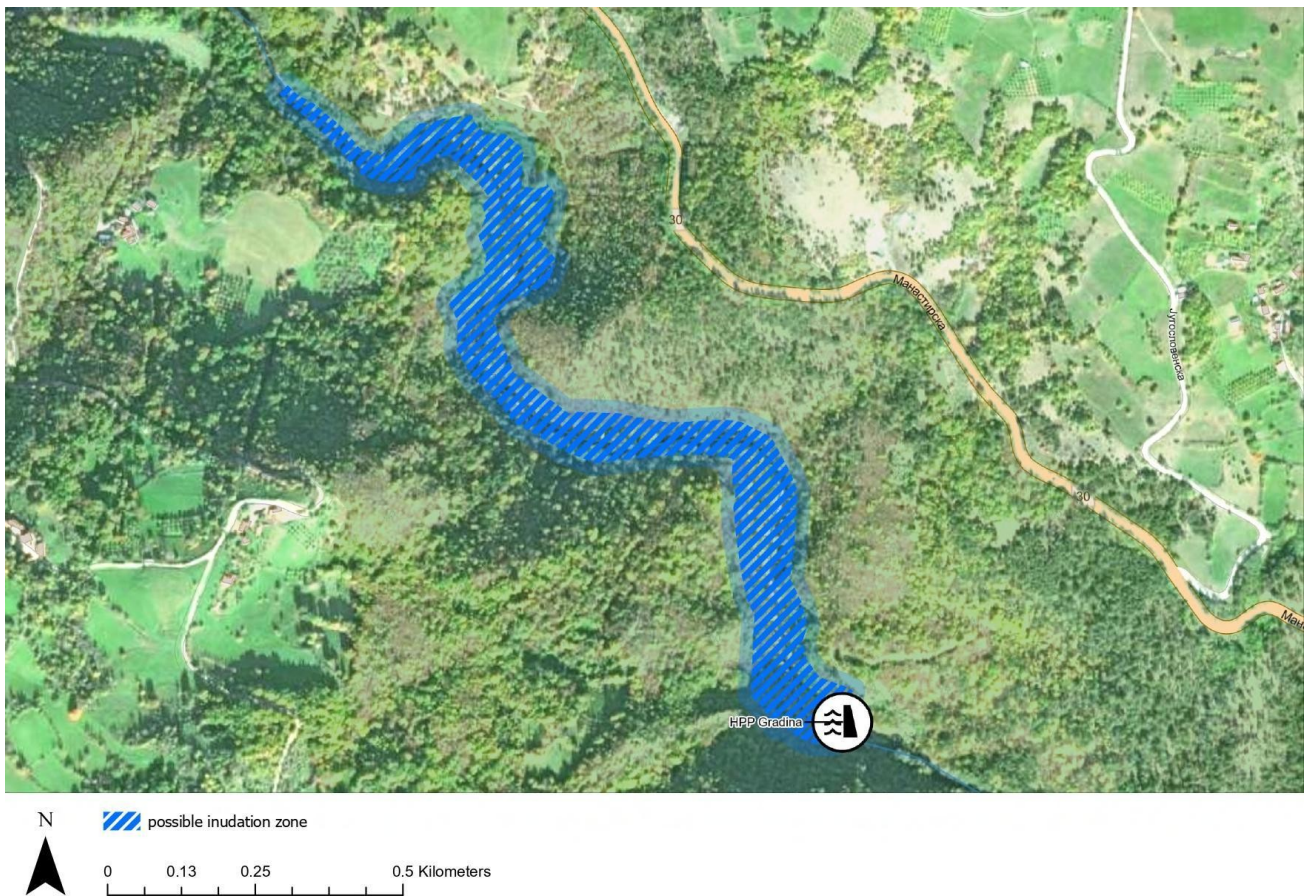 30
Манастирска
Југословенска
30
HPP Gradina
N
possible inudation zone
0 0.13 0.25 0.5 Kilometers